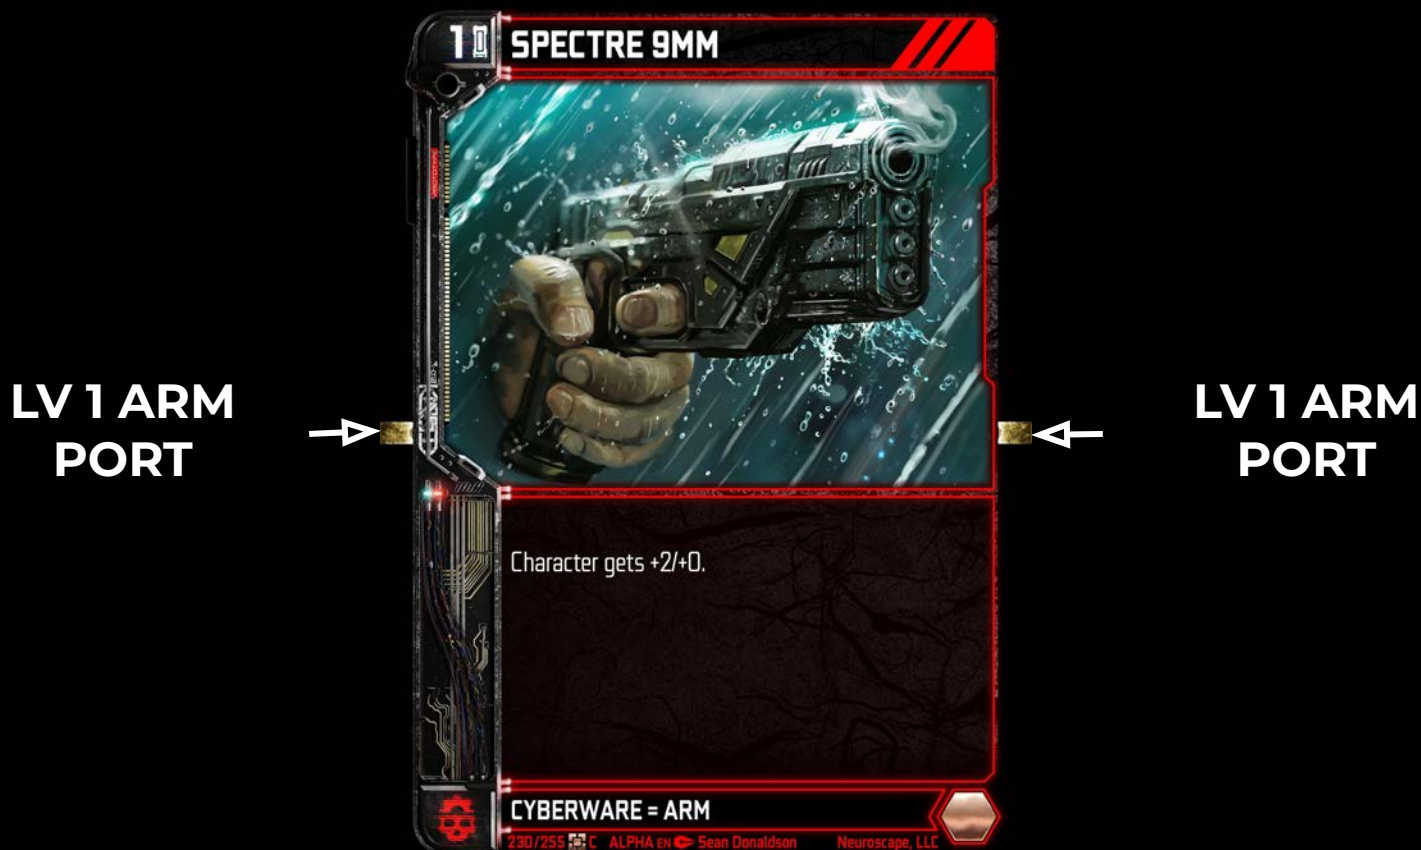 1
SPECTRE 9MM
PROTOTYPE
LV 1 ARM
PORT
LV 1 ARM
PORT
Character gets +2/+0.
CYBERWARE = ARM
230/255 C ALPHA EN Sean Donaldson Neuroscape, LLC